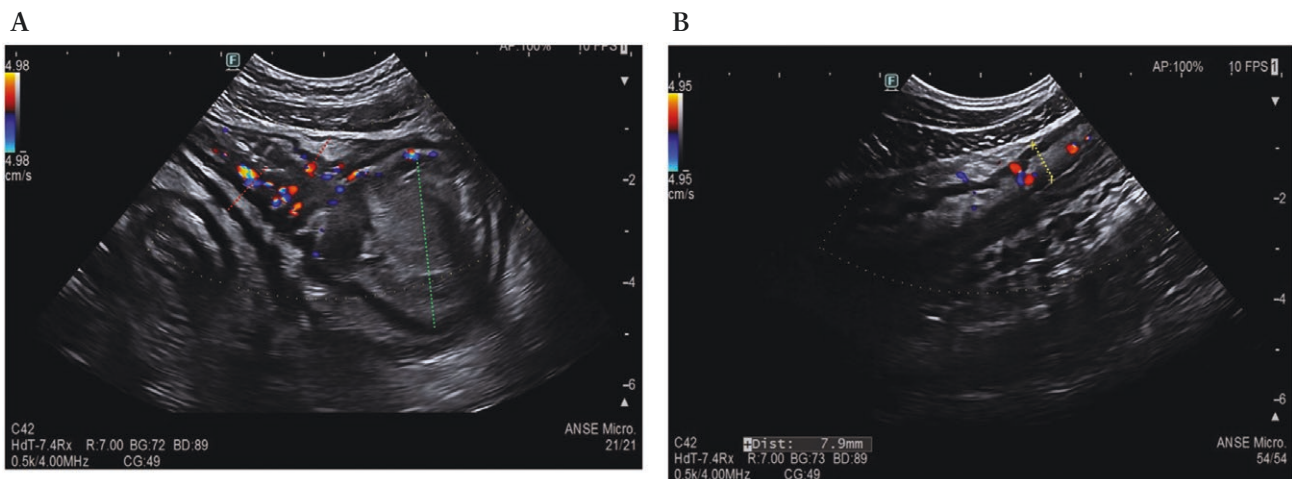 A
B
AP:100% 10 FPS 1
4.98
F
4.98
cm/s
-2
-4
-6
C42
HdT-7.4Rx R:7.00 BG:72 BD:89
0.5k/4.00MHz CG:49
ANSE Micro.
21/21
AP:100% 10 FPS 1
4.95
F
4.95
cm/s
-2
-4
-6
C42
+Dist: 7.9mm
HdT-7.4Rx R:7.00 BG:73 BD:89
0.5k/4.00MHz CG:49
ANSE Micro.
54/54